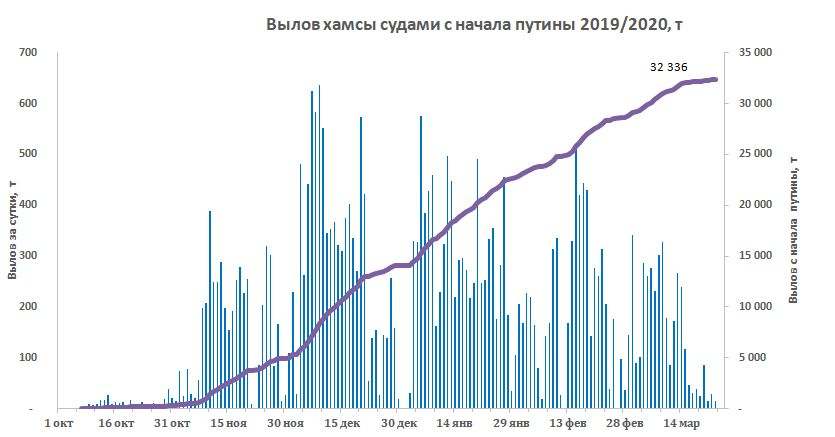 Вылов хамсы судами с начала путины 2019/2020, т
700
600
500
400
300
200
100
-
Вылов за сутки, т
35 000
30 000
25 000
20 000
15 000
10 000
5 000
-
Вылов с начала путины, т
32 336
1 окт
16 окт
31 окт
15 ноя
30 ноя
15 дек
30 дек
14 янв
29 янв
13 фев
28 фев
14 мар